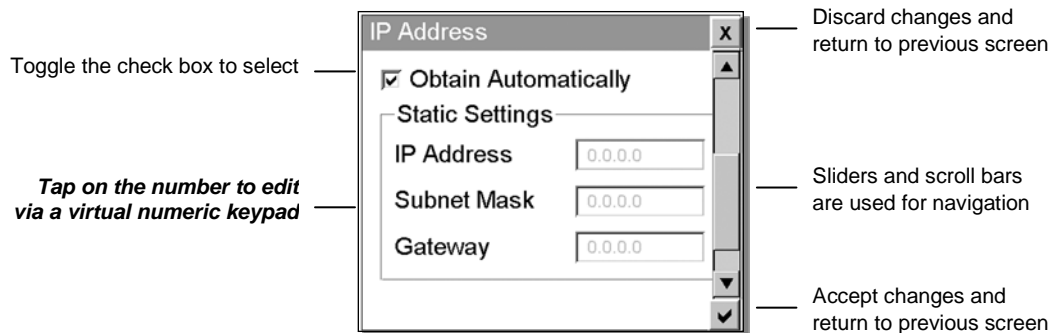 Toggle the check box to select
Tap on the number to edit
via a virtual numeric keypad
IP Address
X
Obtain Automatically
Static Settings
IP Address 0.0.0.0
Subnet Mask 0.0.0.0
Gateway 0.0.0.0
Discard changes and
return to previous screen
Sliders and scroll bars
are used for navigation
Accept changes and
return to previous screen